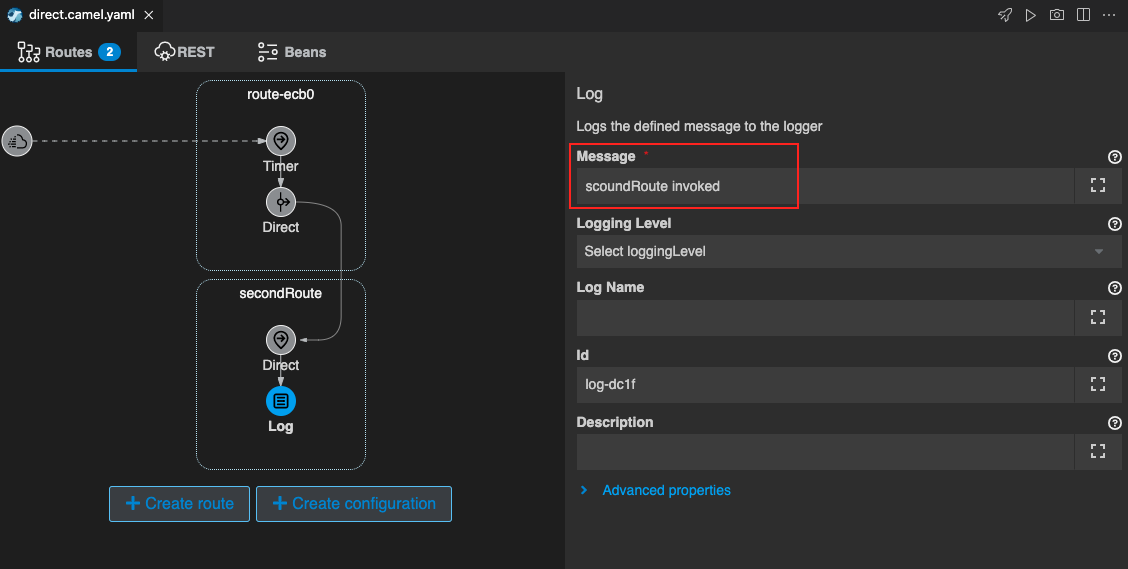 direct.camel.yaml
Routes 2 REST Beans
route-ecb0
Timer
Direct
secondRoute
Direct
Log
+ Create route + Create configuration
Log
Logs the defined message to the logger
Message *
scoundRoute invoked
Logging Level
Select loggingLevel
Log Name
Id
log-dc1f
Description
Advanced properties